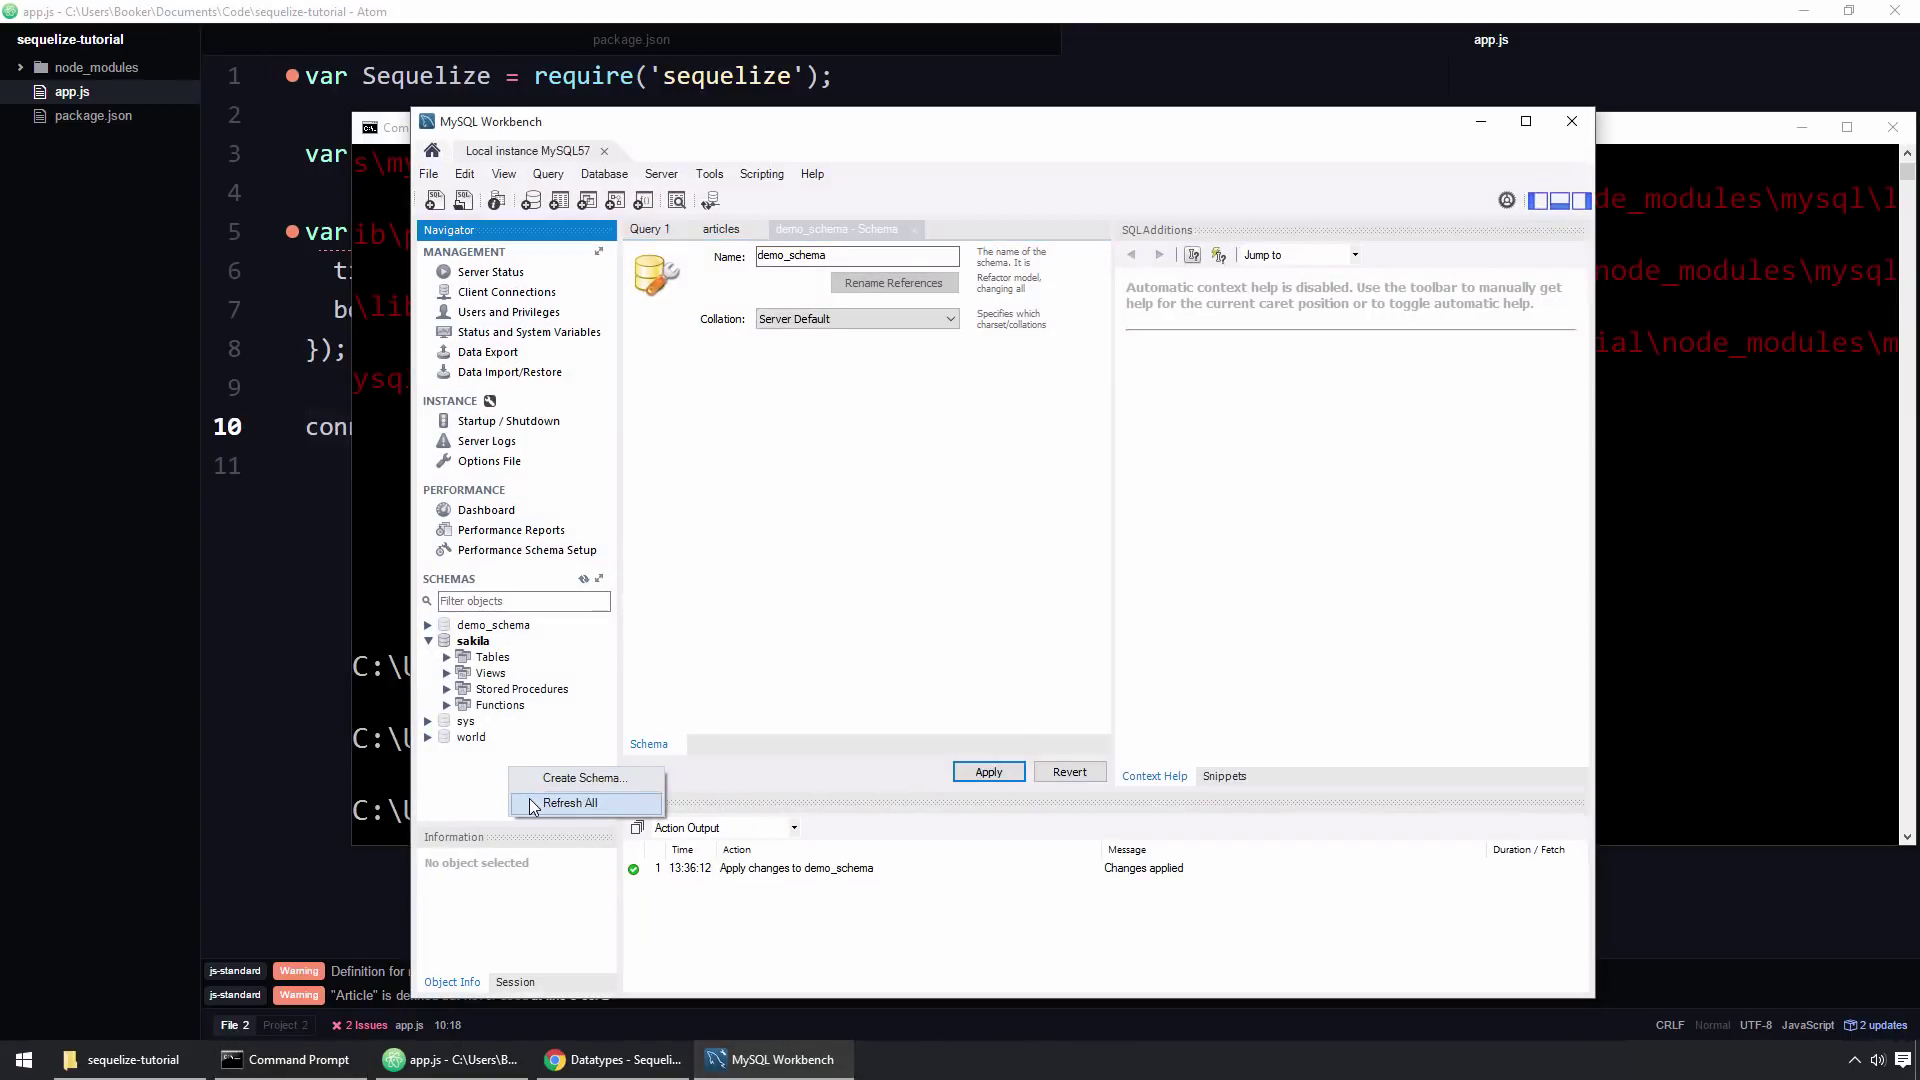 app.js - C:\Users\Booker\Documents\Code\sequelize-tutorial - Atom
sequelize-tutorial
node_modules
app.js
package.json
package.json
app.js
1 var Sequelize = require('sequelize');
2
3 var
4
5 var
6 ti
7 bo
8 });
9
10 conn
11
Com
s\my
ib\p
\lib
ysq
de_modules\mysql\l
node_modules\mysql
ial\node_modules\m
C:\U
C:\U
C:\U
MySQL Workbench
Local instance MySQL57
File Edit View Query Database Server Tools Scripting Help
Navigator
MANAGEMENT
Server Status
Client Connections
Users and Privileges
Status and System Variables
Data Export
Data Import/Restore
INSTANCE
Startup / Shutdown
Server Logs
Options File
PERFORMANCE
Dashboard
Performance Reports
Performance Schema Setup
SCHEMAS
Filter objects
demo_schema
sakila
Tables
Views
Stored Procedures
Functions
sys
world
Create Schema...
Refresh All
Information
No object selected
Object Info Session
Query 1 articles demo_schema - Schema
Name: demo_schema
The name of the
schema. It is
Rename References
Refactor model,
changing all
Collation: Server Default
Specifies which
charset/collations
Schema
Apply Revert
SQLAdditions
Jump to
Automatic context help is disabled. Use the toolbar to manually get
help for the current caret position or to toggle automatic help.
Context Help Snippets
Action Output
Time Action Message Duration / Fetch
1 13:36:12 Apply changes to demo_schema Changes applied
js-standard Warning Definition for r
js-standard Warning "Article" is defined
File 2 Project 2 2 Issues app.js 10:18
CRLF Normal UTF-8 JavaScript 2 updates
sequelize-tutorial Command Prompt app.js - C:\Users\B... Datatypes - Sequeli... MySQL Workbench